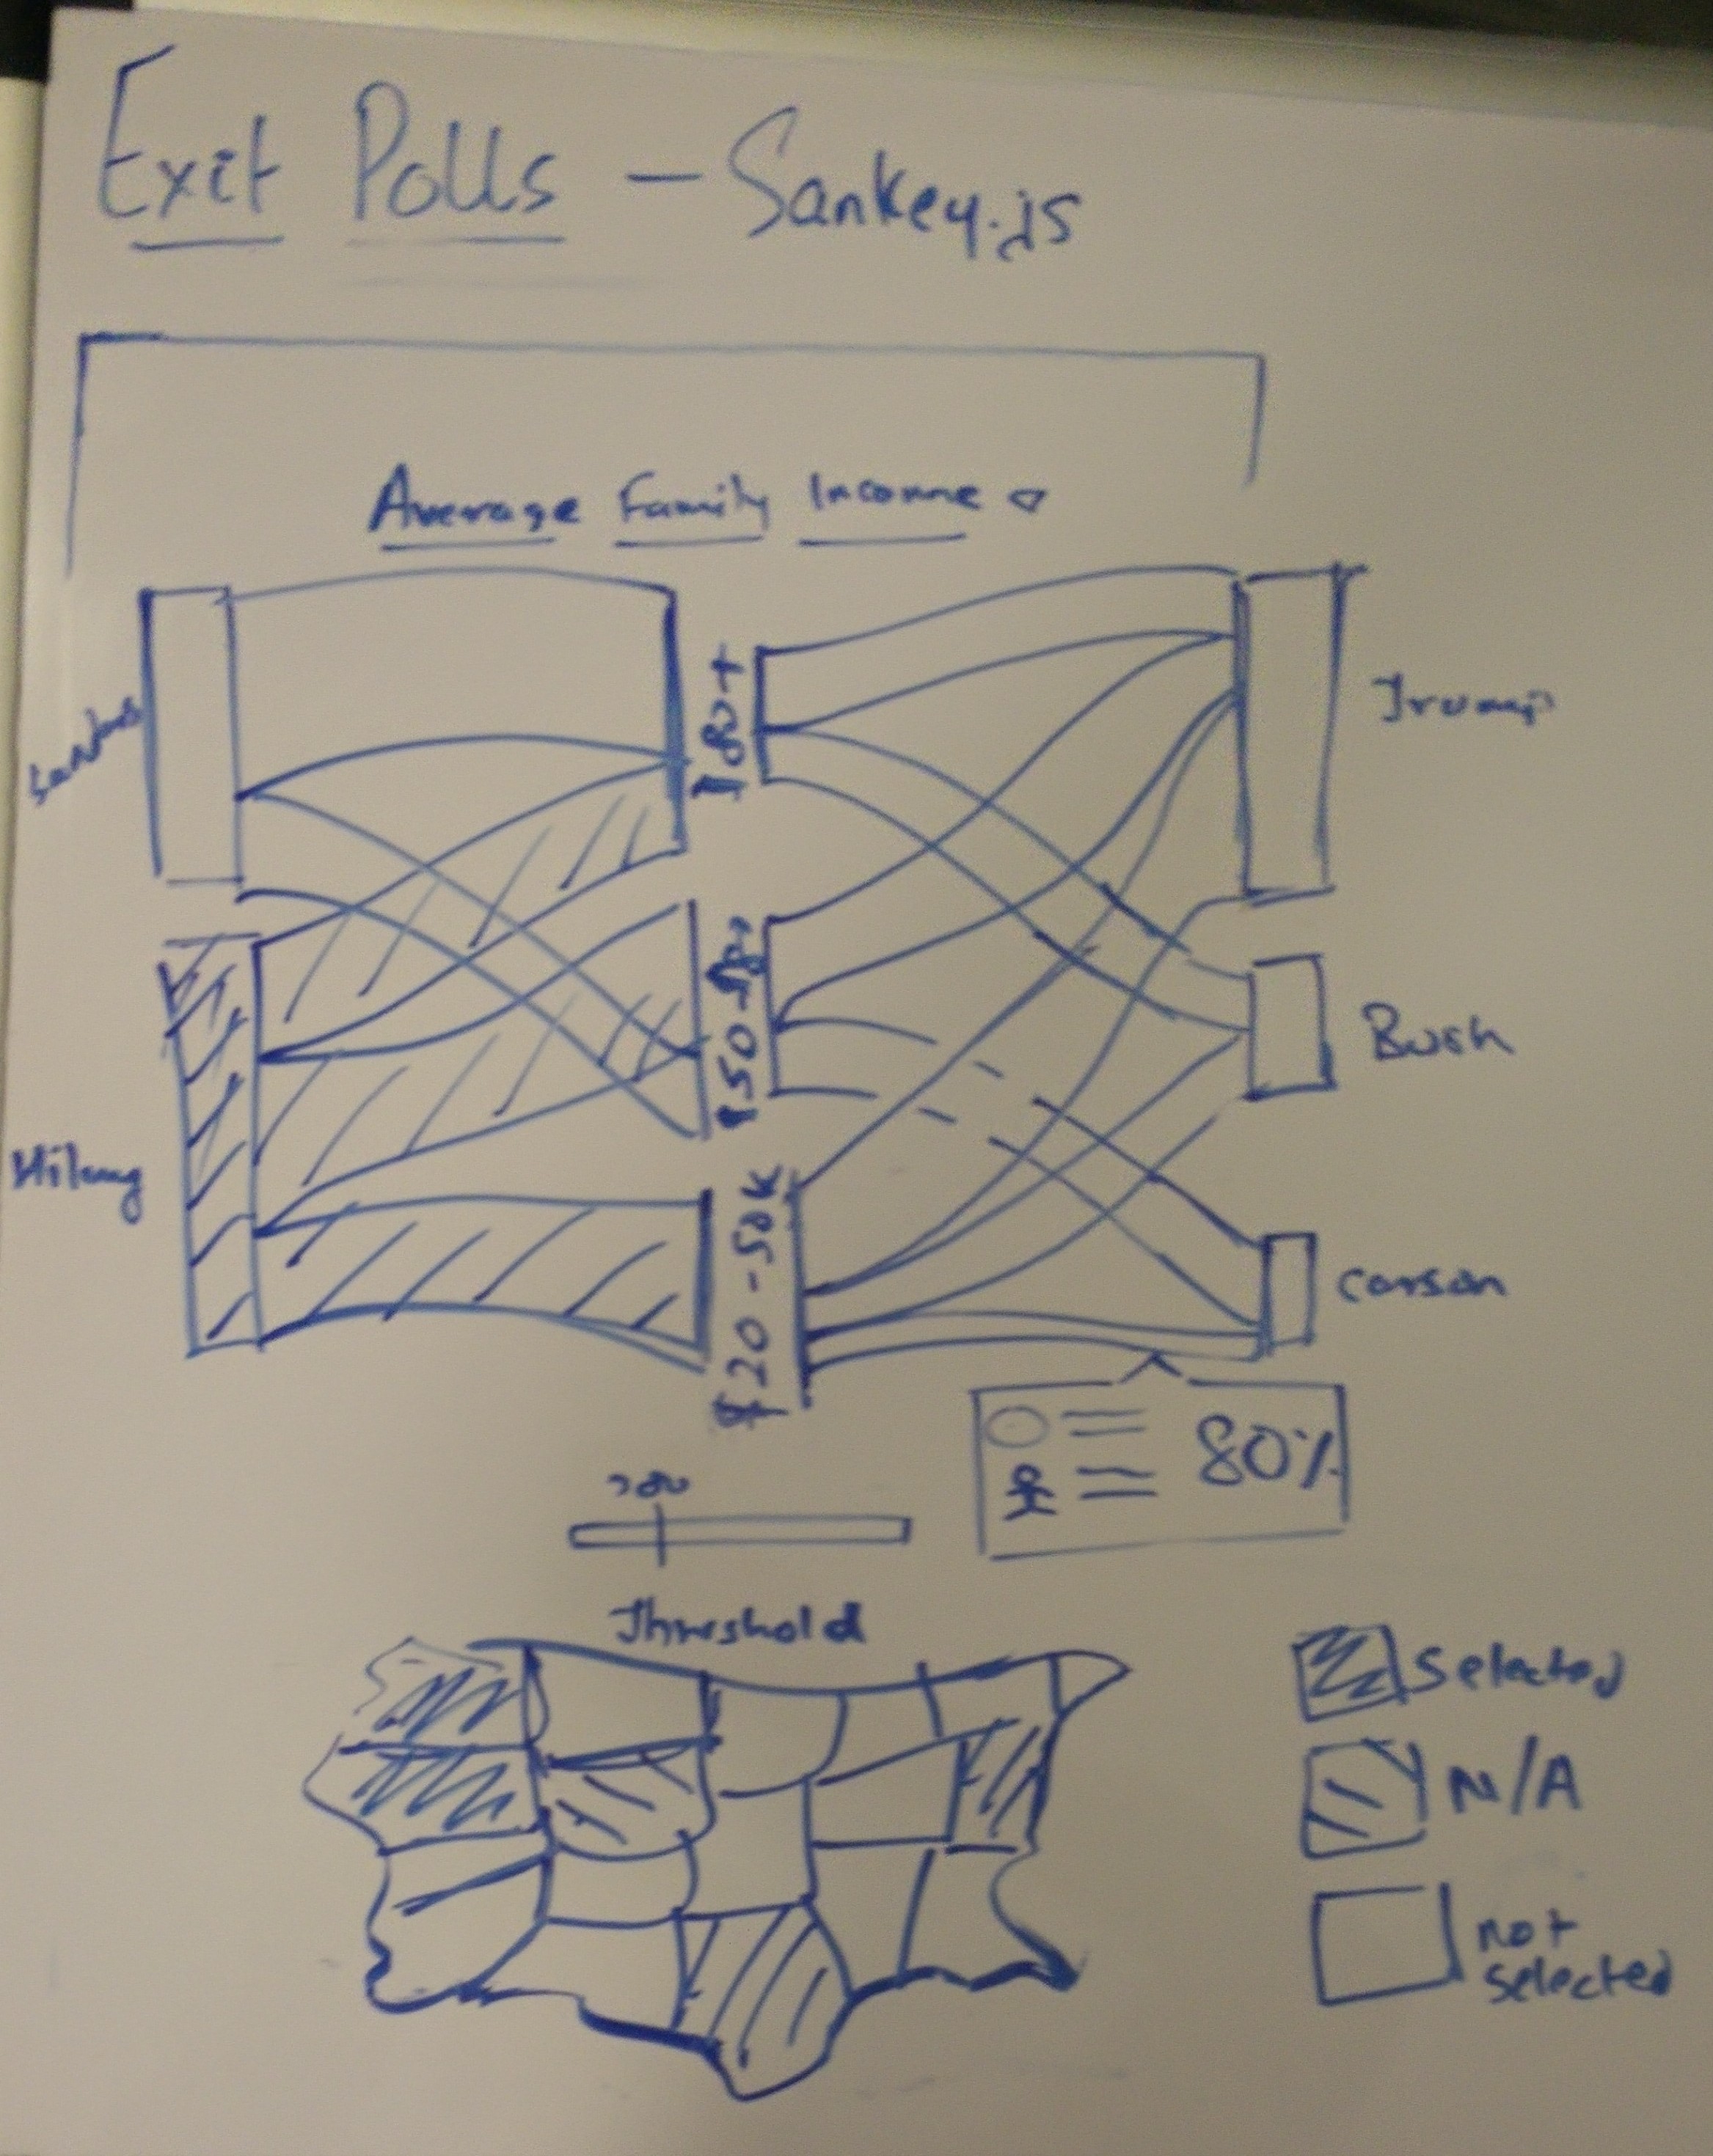 Exit Polls - Sankey.js
Average Family Income ▿
Sanders
$80+
Trump
$50-80
Bush
Hilary
$20-50K
Carson
80%
>80
Threshold
Selected
N/A
not
selected